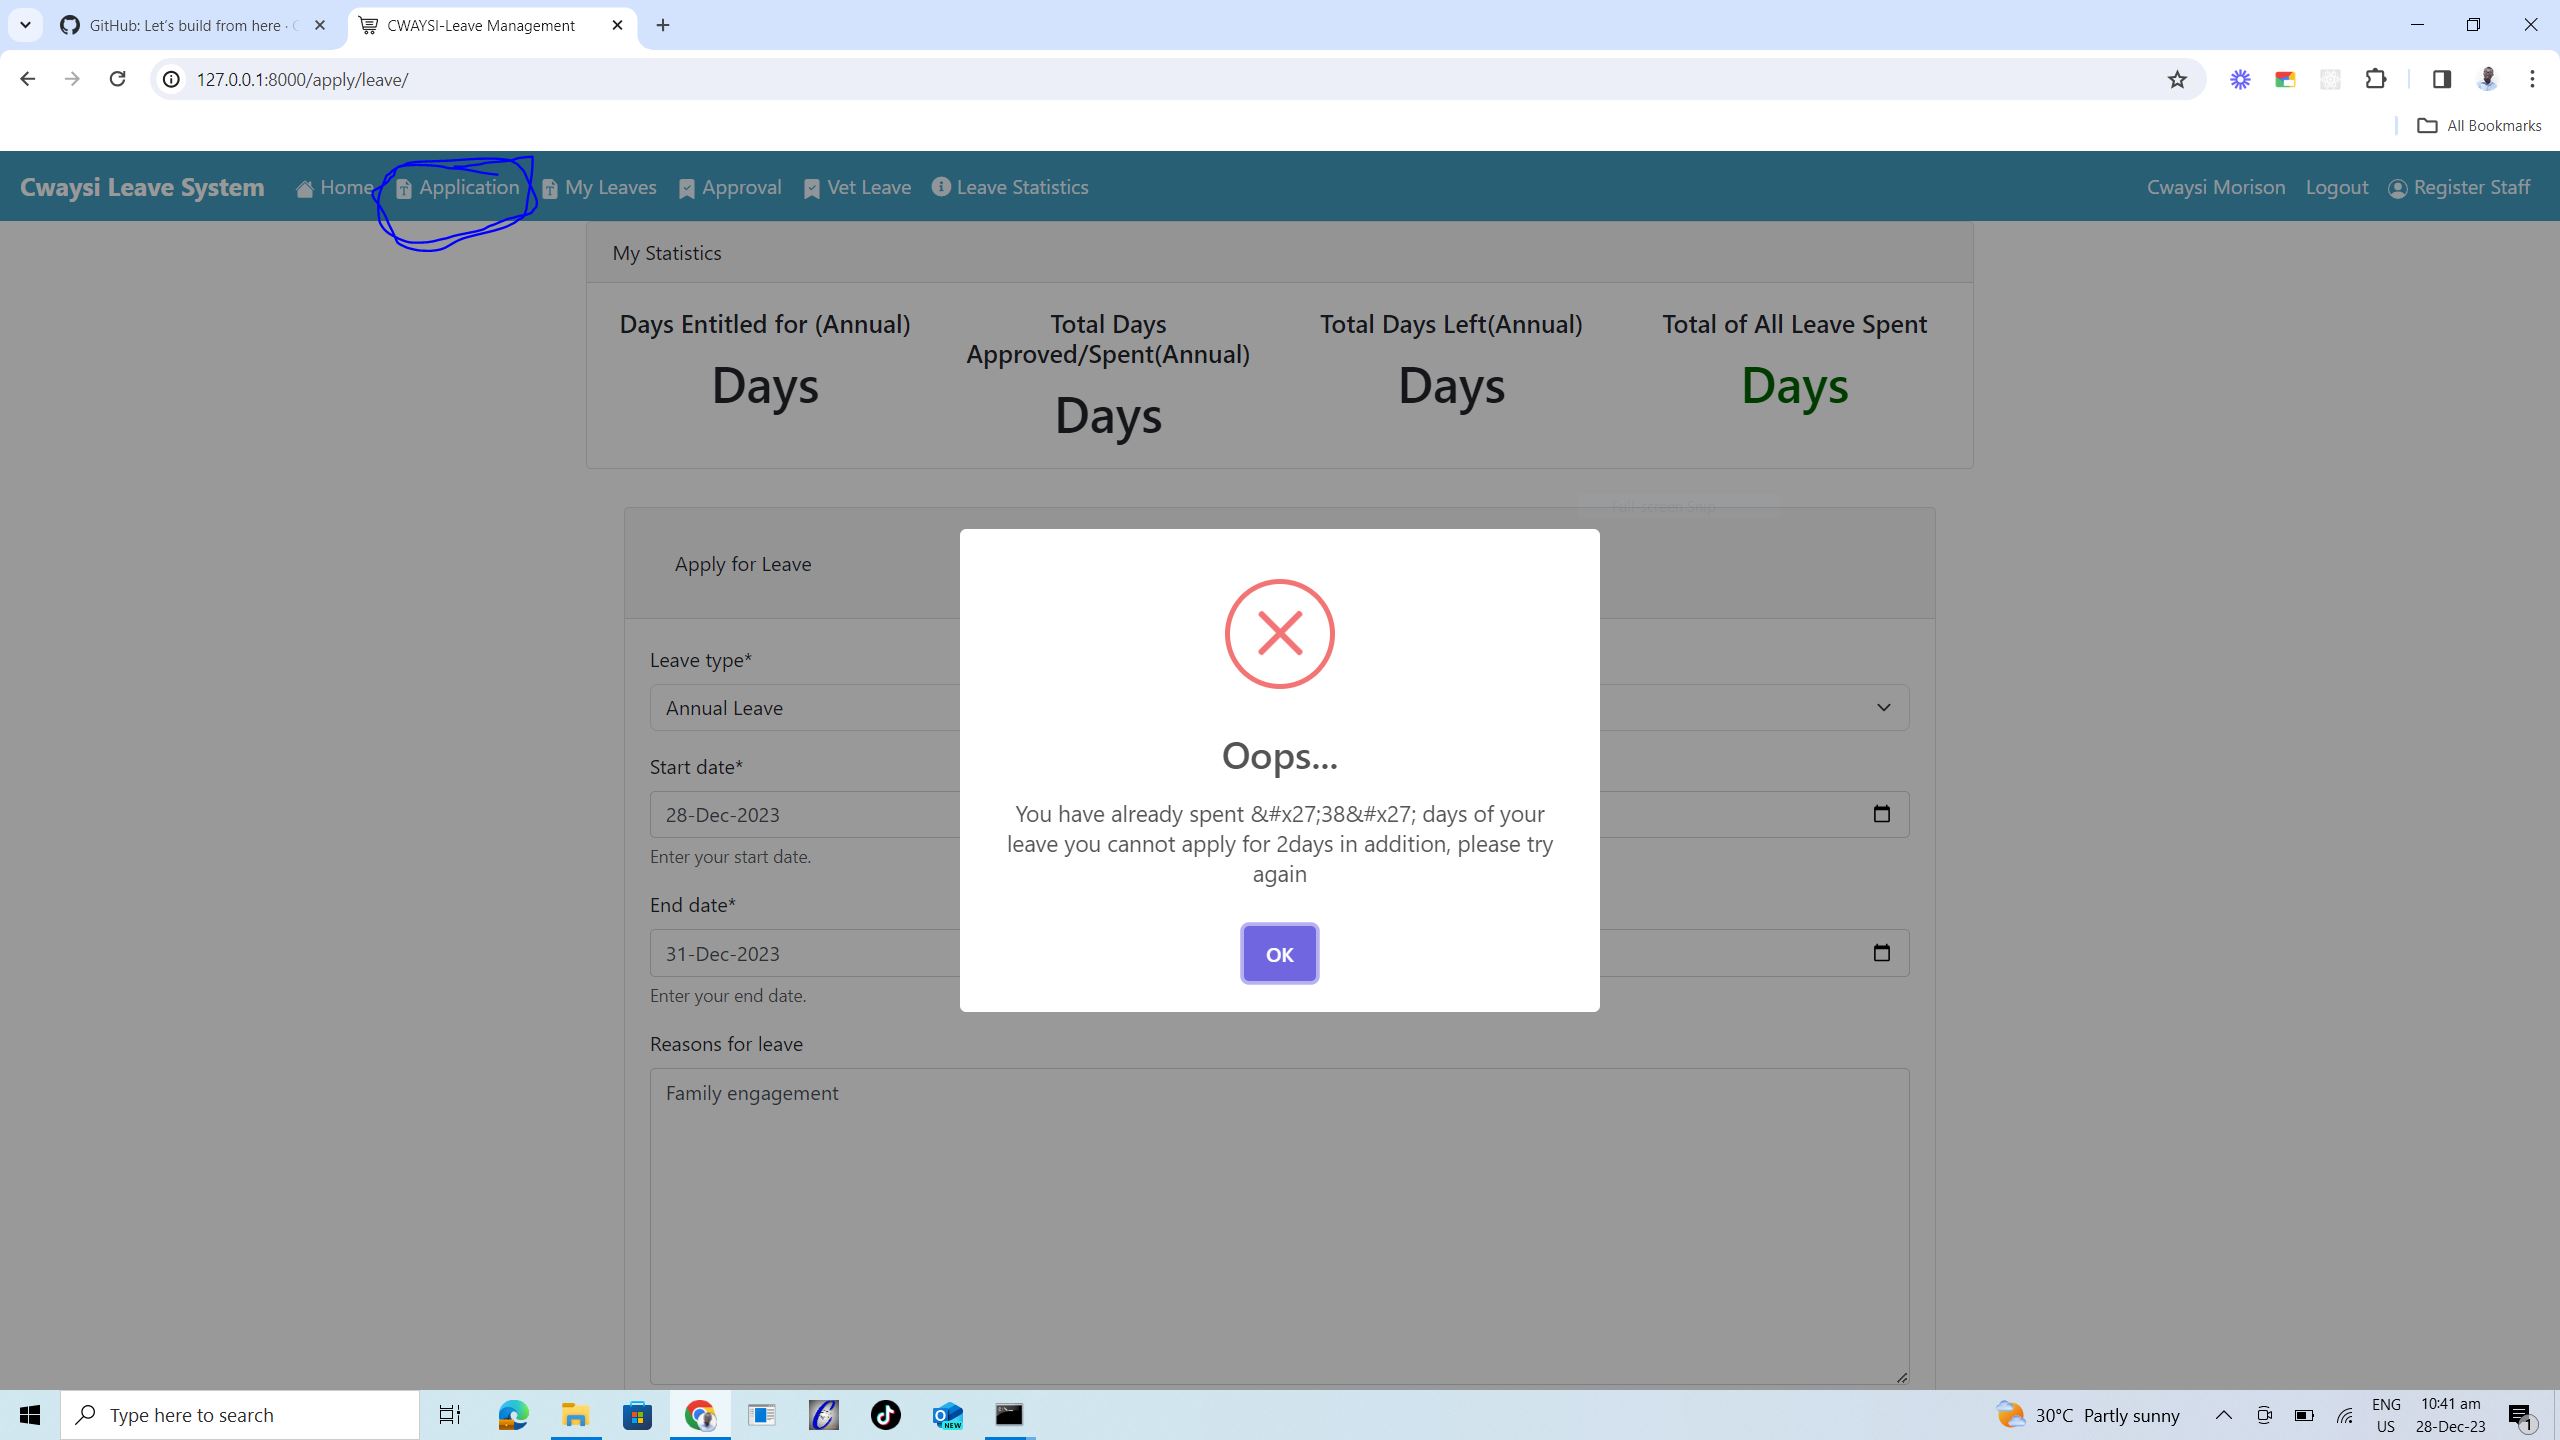 GitHub: Let's build from here ·
CWAYSI-Leave Management
127.0.0.1:8000/apply/leave/
All Bookmarks
Cwaysi Leave System Home Application My Leaves Approval Vet Leave Leave Statistics Cwaysi Morison Logout Register Staff
My Statistics
Days Entitled for (Annual)
Days
Total Days
Approved/Spent(Annual)
Days
Total Days Left(Annual)
Days
Total of All Leave Spent
Days
Full-screen Snip
Apply for Leave
Leave type*
Annual Leave
Start date*
28-Dec-2023
Enter your start date.
End date*
31-Dec-2023
Enter your end date.
Reasons for leave
Family engagement
Oops...
You have already spent &#x27;38&#x27; days of your
leave you cannot apply for 2days in addition, please try
again
OK
Type here to search
NEW
30°C Partly sunny
ENG
US
10:41 am
28-Dec-23
1